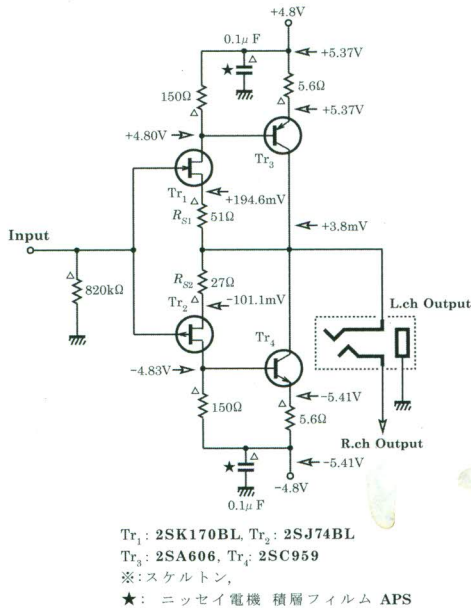 +4.8V
0.1μF
+5.37V
★
△
△
5.6Ω
150Ω
△
△
+5.37V
+4.80V
Tr3
Tr1
+194.6mV
△
RS1
51Ω
+3.8mV
Input
RS2
27Ω
L.ch Output
△
820kΩ
Tr2
△
−101.1mV
Tr4
−4.83V
△
150Ω
△
−5.41V
5.6Ω
R.ch Output
★
△
−5.41V
0.1μF
−4.8V
Tr1: 2SK170BL, Tr2: 2SJ74BL
Tr3: 2SA606, Tr4: 2SC959
※:スケルトン,
★: ニッセイ電機 積層フィルム APS